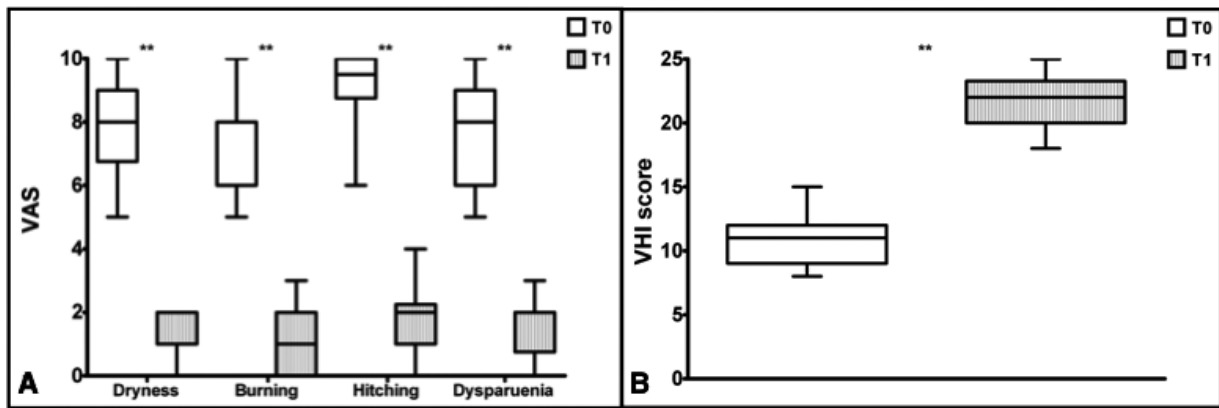 T0
T1
** ** ** **
10
8
6
4
2
0
VAS
Dryness Burning Hitching Dysparuenia
A
T0
T1
**
25
20
15
10
5
0
VHI score
B